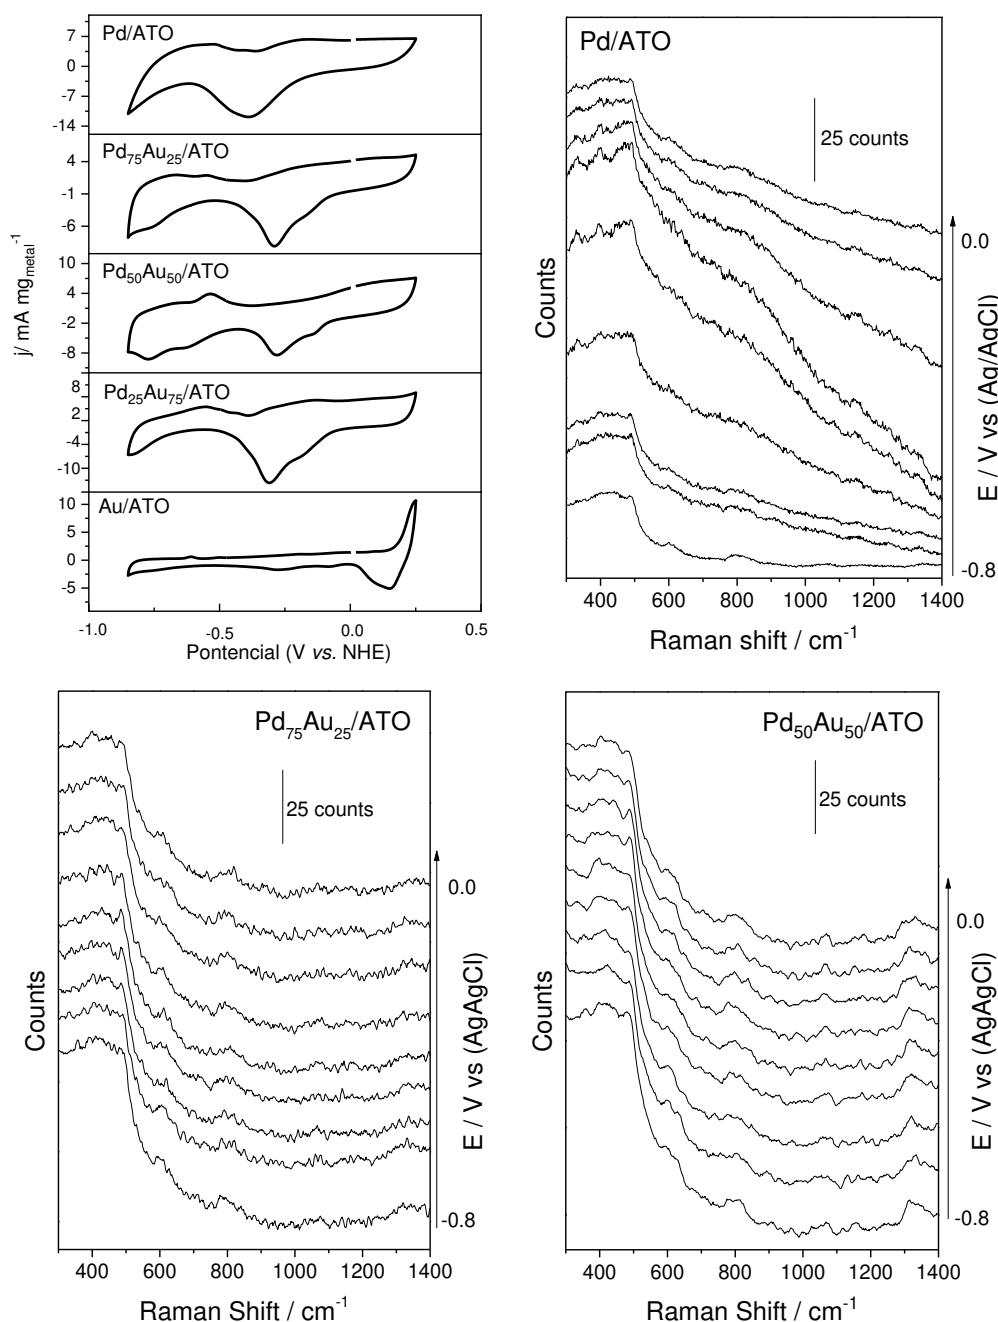 Pd/ATO
7
0
-7
-14
Pd75Au25/ATO
4
-1
-6
Pd50Au50/ATO
10
4
-2
-8
Pd25Au75/ATO
8
2
-4
-10
Au/ATO
10
5
0
-5
j/ mA mgmetal-1
-1.0 -0.5 0.0 0.5
Pontencial (V vs. NHE)
Pd/ATO
25 counts
Counts
0.0
-0.8
E / V vs (Aq/AqCl)
400 600 800 1000 1200 1400
Raman shift / cm-1
Pd75Au25/ATO
25 counts
Counts
0.0
-0.8
E / V vs (AgAgCl)
400 600 800 1000 1200 1400
Raman Shift / cm-1
Pd50Au50/ATO
25 counts
Counts
0.0
-0.8
E / V vs (AgAgCl)
400 600 800 1000 1200 1400
Raman Shift / cm-1